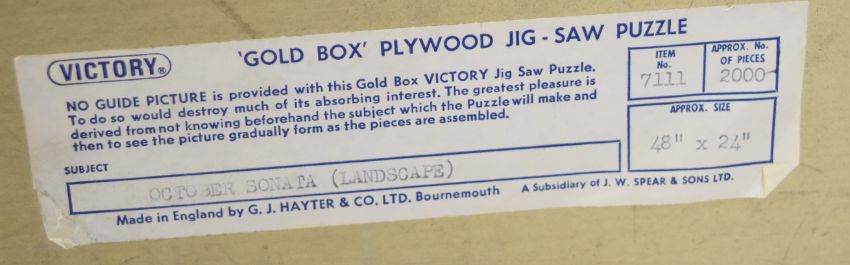 VICTORY®
'GOLD BOX' PLYWOOD JIG-SAW PUZZLE
NO GUIDE PICTURE is provided with this Gold Box VICTORY Jig Saw Puzzle.
To do so would destroy much of its absorbing interest. The greatest pleasure is
derived from not knowing beforehand the subject which the Puzzle will make and
then to see the picture gradually form as the pieces are assembled.
ITEM
No.
7111
APPROX. No.
OF PIECES
2000
APPROX. SIZE
48" x 24"
SUBJECT
OCTOBER SONATA (LANDSCAPE)
Made in England by G. J. HAYTER & CO. LTD. Bournemouth
A Subsidiary of J. W. SPEAR & SONS LTD.